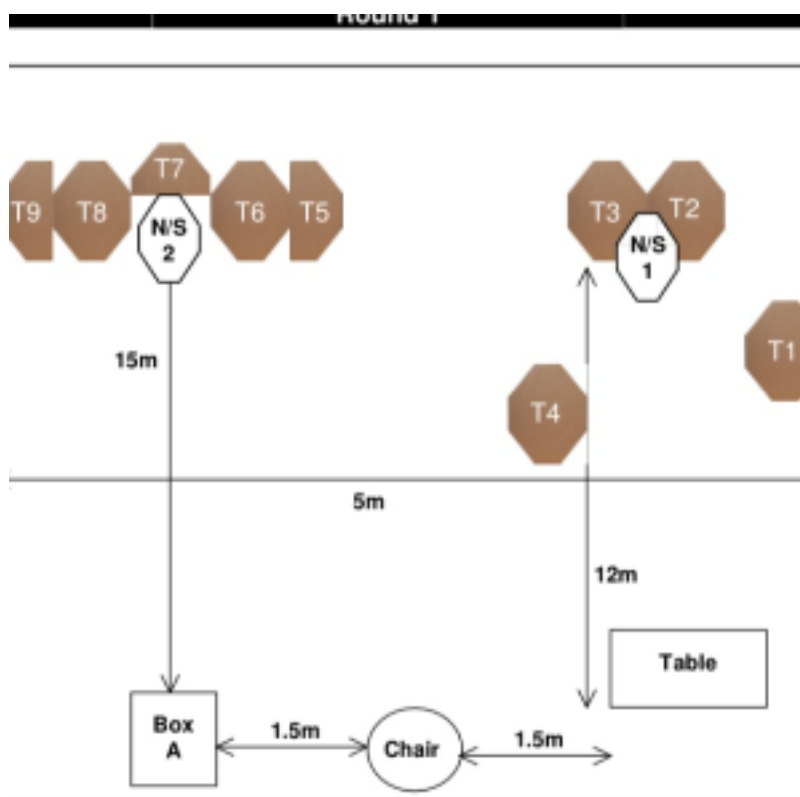 Round 1
T9
T8
T7
T6
T5
T3
T2
N/S
2
N/S
1
T1
15m
T4
5m
12m
Table
Box
A
1.5m
Chair
1.5m